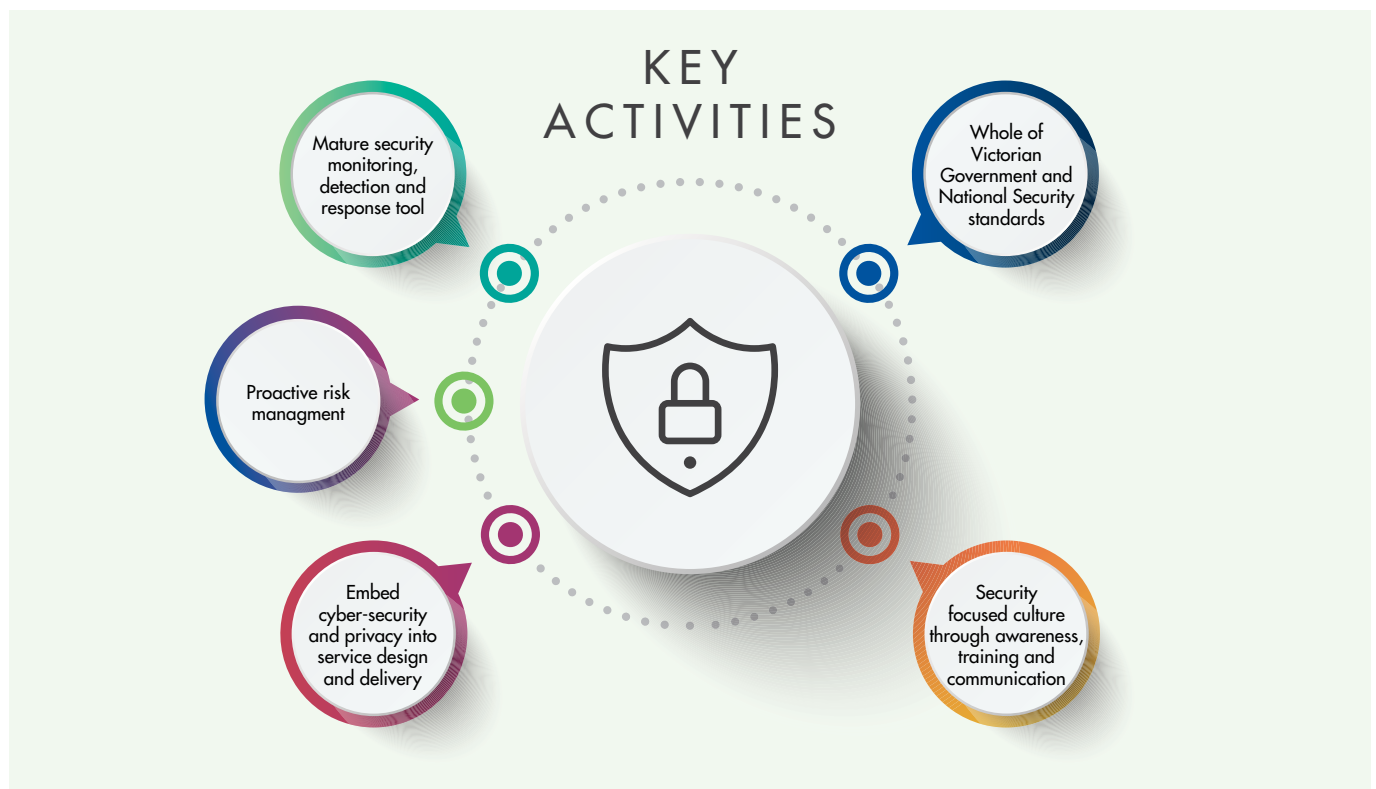 KEY
ACTIVITIES
Mature security
monitoring,
detection and
response tool
Whole of
Victorian
Government and
National Security
standards
Proactive risk
managment
Embed
cyber-security
and privacy into
service design
and delivery
Security
focused culture
through awareness,
training and
communication